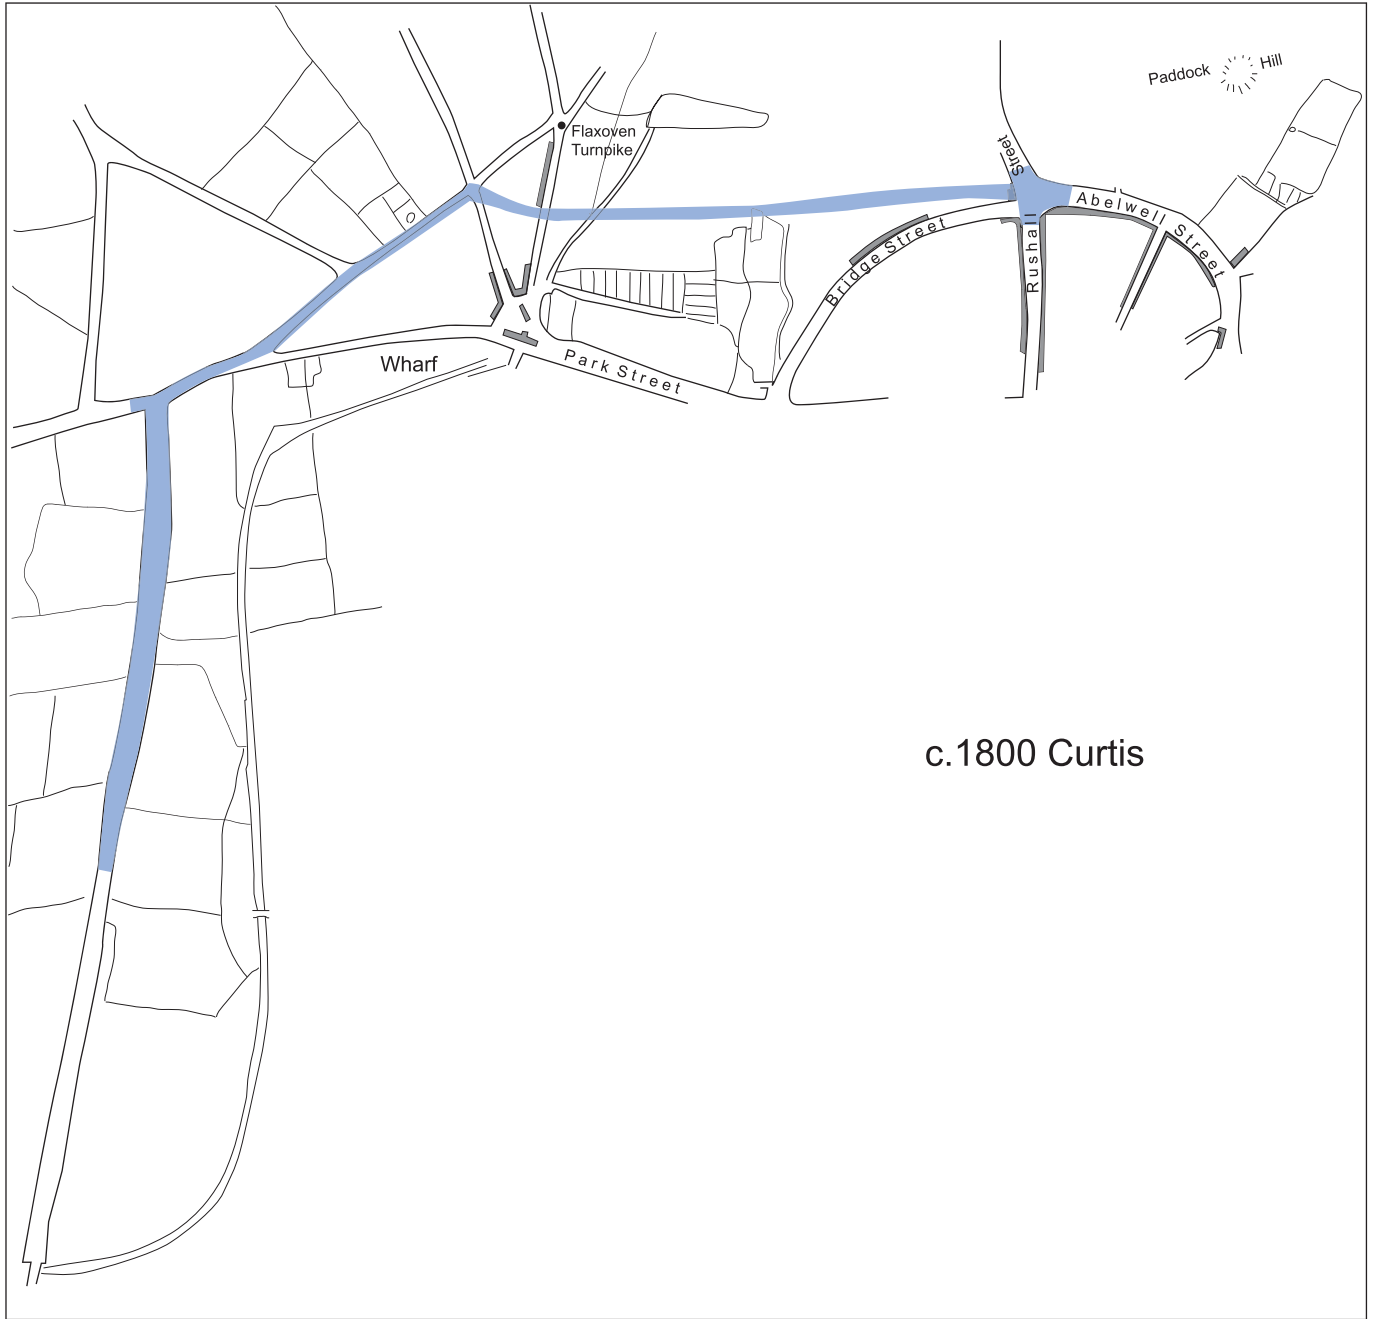 Paddock Hill
Flaxoven
Turnpike
Rushall Street
Abelwell Street
Bridge Street
Wharf
Park Street
c.1800 Curtis